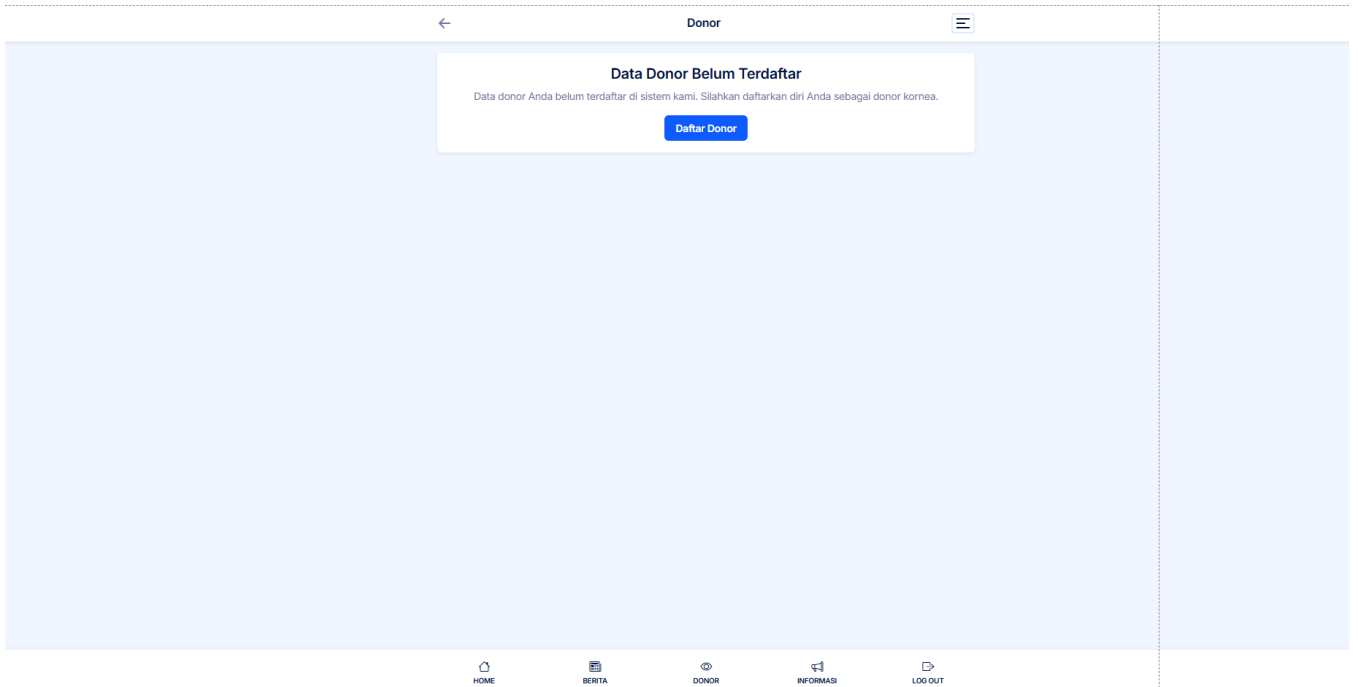 Donor
Data Donor Belum Terdaftar
Data donor Anda belum terdaftar di sistem kami. Silahkan daftarkan diri Anda sebagai donor kornea.
Daftar Donor
HOME
BERITA
DONOR
INFORMASI
LOG OUT